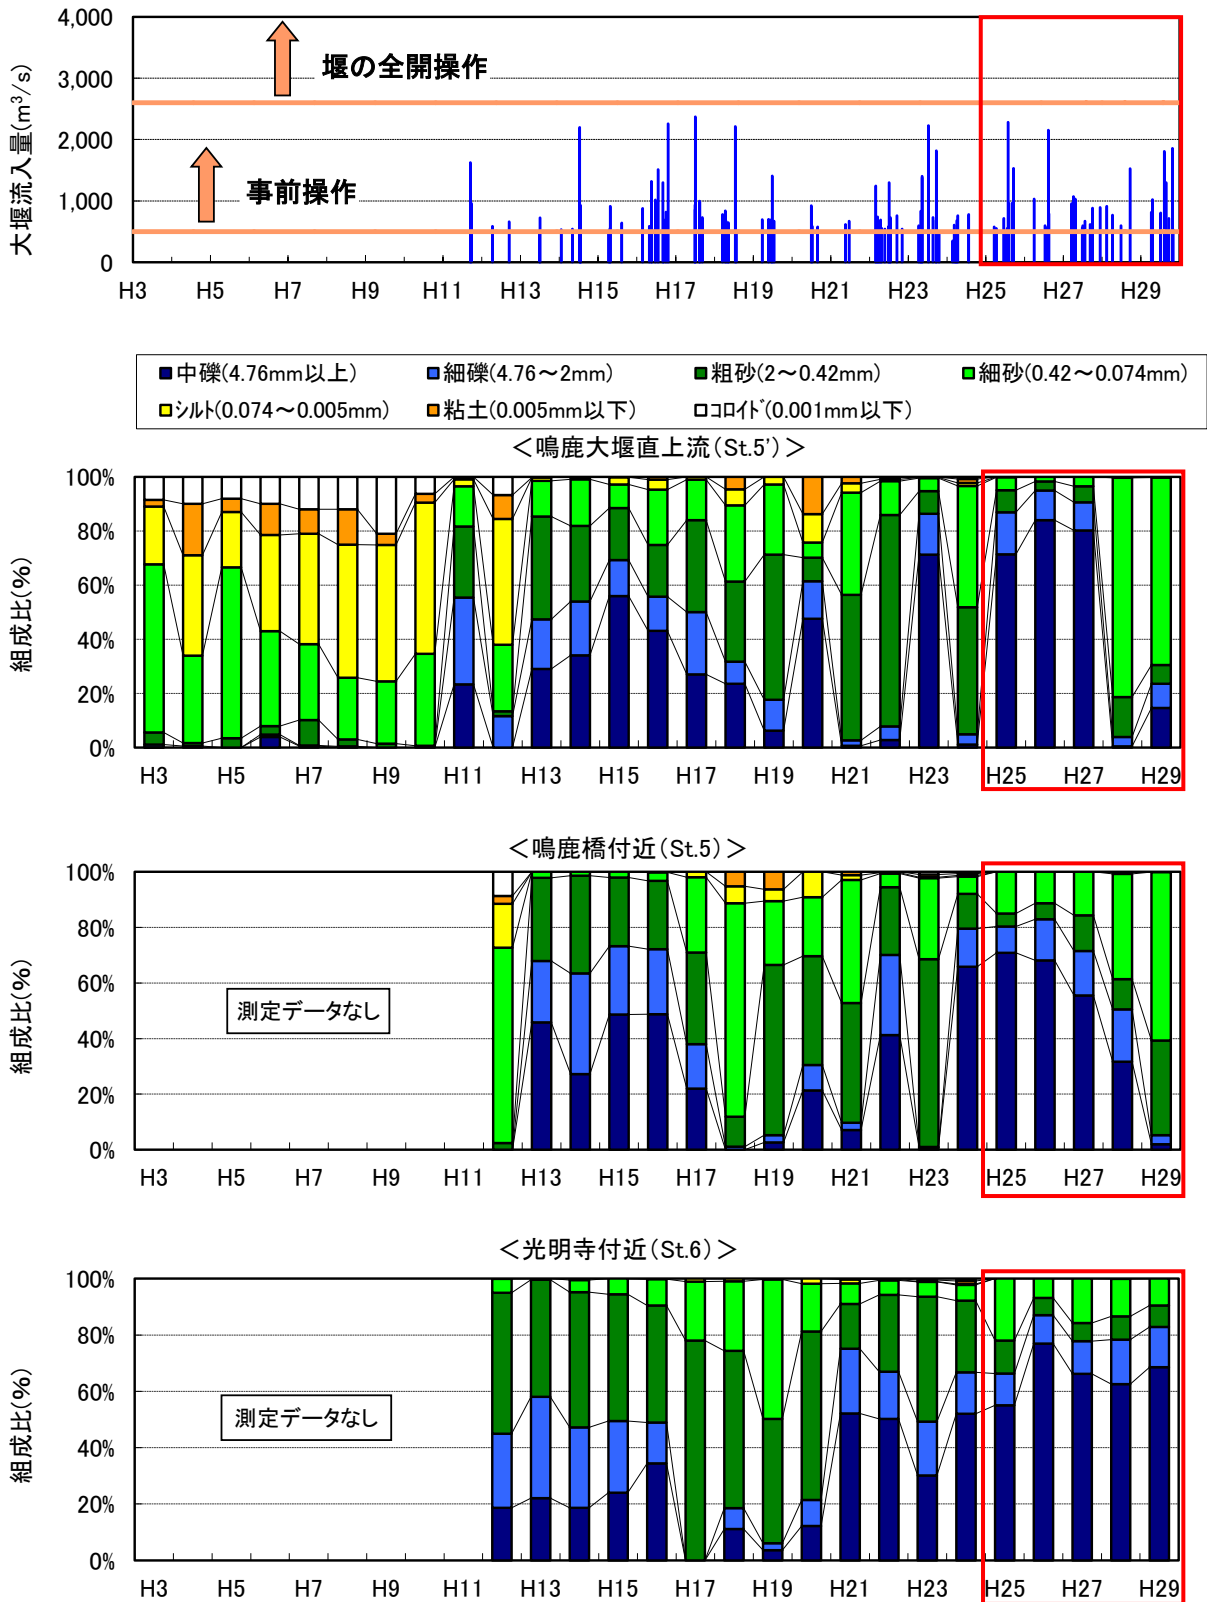 4,000
3,000
2,000
1,000
0
大堰流入量(m³/s)
堰の全開操作
事前操作
H3 H5 H7 H9 H11 H13 H15 H17 H19 H21 H23 H25 H27 H29
中礫(4.76mm以上) 細礫(4.76～2mm) 粗砂(2～0.42mm) 細砂(0.42～0.074mm)
シルト(0.074～0.005mm) 粘土(0.005mm以下) ｺﾛｲﾄﾞ(0.001mm以下)
＜鳴鹿大堰直上流(St.5')＞
100%
80%
60%
40%
20%
0%
組成比(%)
H3 H5 H7 H9 H11 H13 H15 H17 H19 H21 H23 H25 H27 H29
＜鳴鹿橋付近(St.5)＞
100%
80%
60%
40%
20%
0%
組成比(%)
測定データなし
H3 H5 H7 H9 H11 H13 H15 H17 H19 H21 H23 H25 H27 H29
＜光明寺付近(St.6)＞
100%
80%
60%
40%
20%
0%
組成比(%)
測定データなし
H3 H5 H7 H9 H11 H13 H15 H17 H19 H21 H23 H25 H27 H29